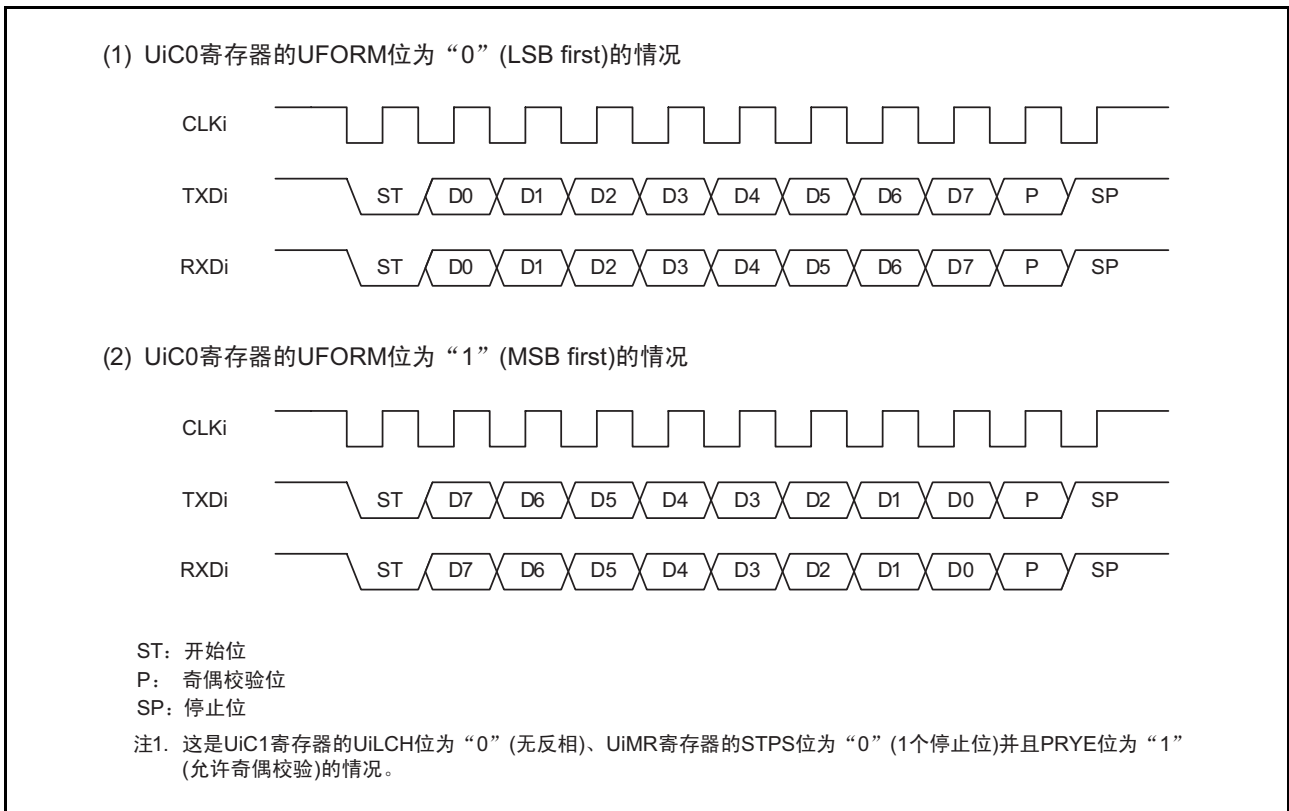 (1) UiC0寄存器的UFORM位为“0”(LSB first)的情况
CLKi
TXDi ST D0 D1 D2 D3 D4 D5 D6 D7 P SP
RXDi ST D0 D1 D2 D3 D4 D5 D6 D7 P SP
(2) UiC0寄存器的UFORM位为“1”(MSB first)的情况
CLKi
TXDi ST D7 D6 D5 D4 D3 D2 D1 D0 P SP
RXDi ST D7 D6 D5 D4 D3 D2 D1 D0 P SP
ST：开始位
P： 奇偶校验位
SP：停止位
注1. 这是UiC1寄存器的UiLCH位为“0”(无反相)、UiMR寄存器的STPS位为“0”(1个停止位)并且PRYE位为“1”
(允许奇偶校验)的情况。